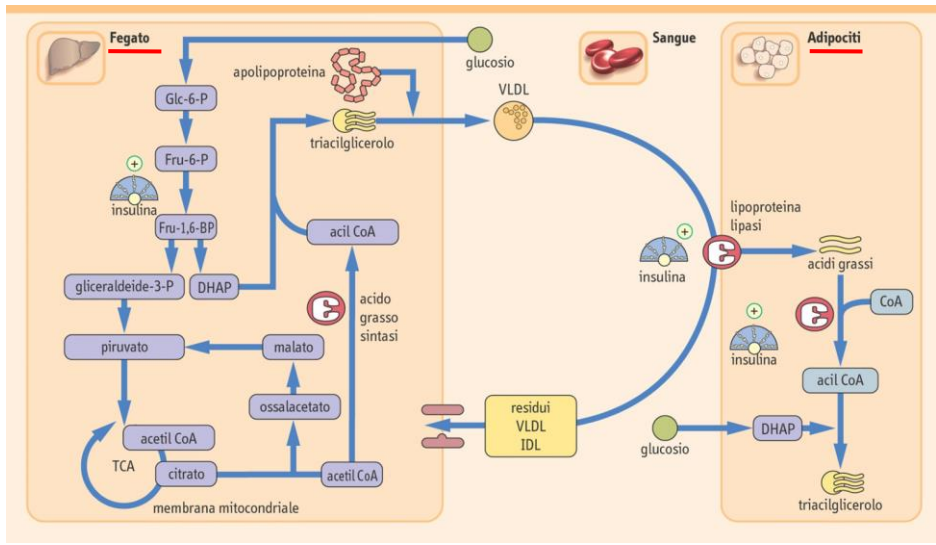 Fegato
glucosio
Sangue
Adipociti
apolipoproteina
Glc-6-P
VLDL
triacilglicerolo
Fru-6-P
+
insulina
Fru-1,6-BP
acil CoA
lipoproteina
lipasi
+
insulina
acidi grassi
gliceraldeide-3-P
DHAP
acido
grasso
sintasi
CoA
+
insulina
piruvato
malato
acil CoA
ossalacetato
residui
VLDL
IDL
acetil CoA
DHAP
glucosio
TCA
citrato
acetil CoA
triacilglicerolo
membrana mitocondriale